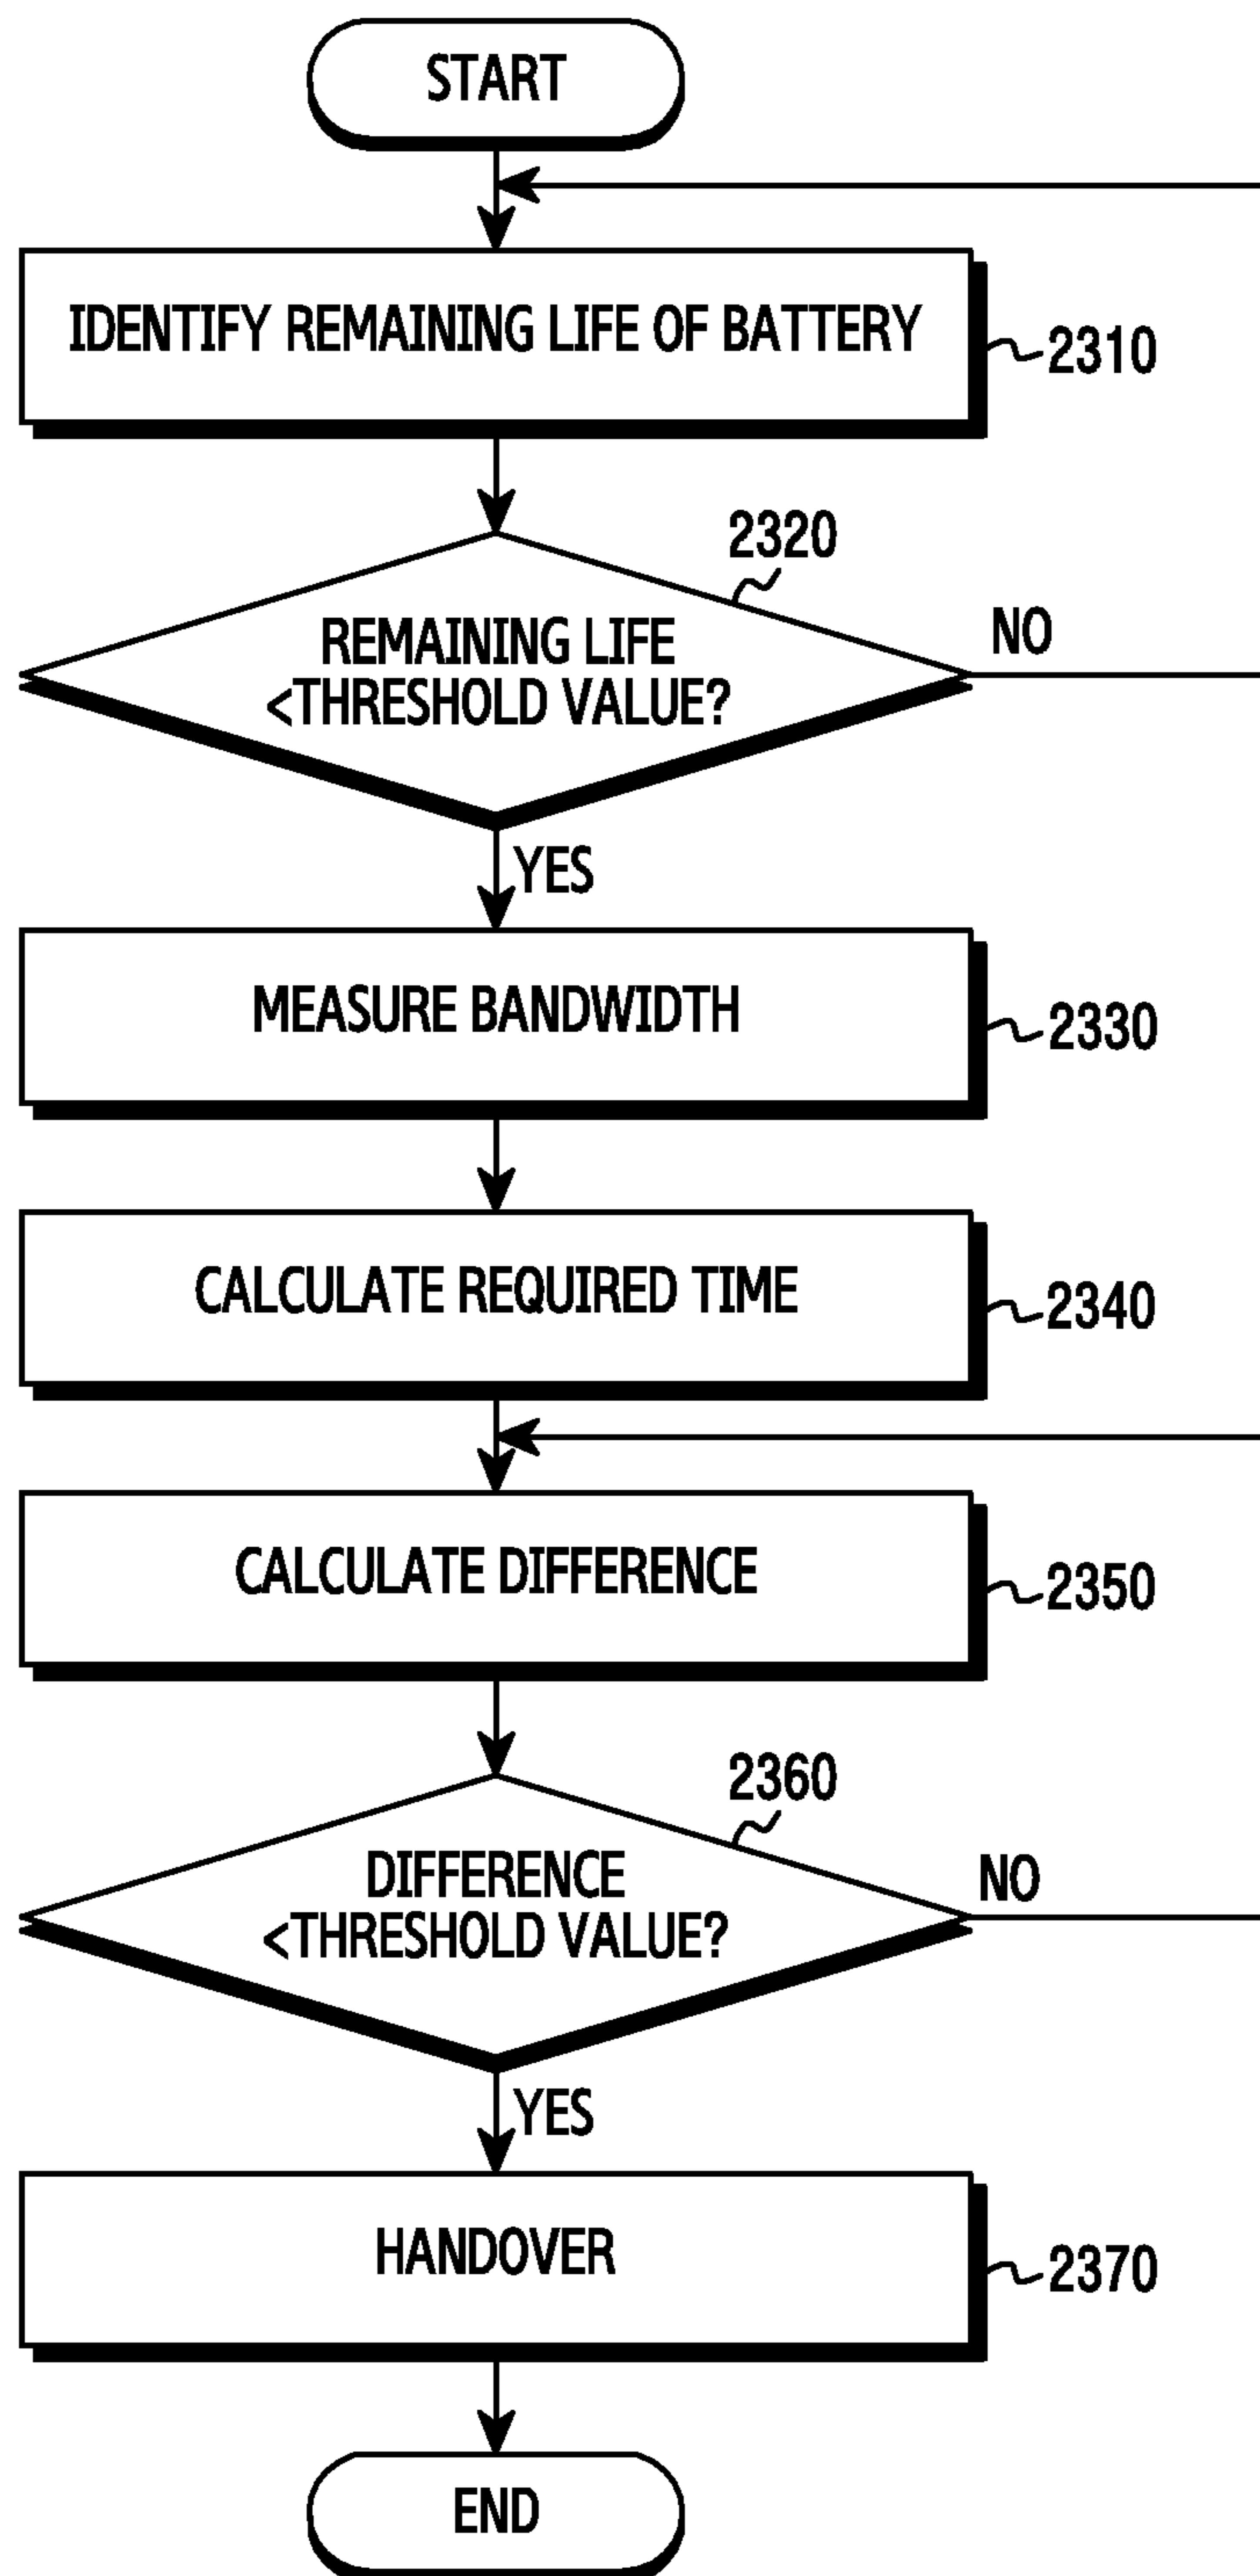 START
IDENTIFY REMAINING LIFE OF BATTERY
2310
2320
REMAINING LIFE
<THRESHOLD VALUE?
NO
YES
MEASURE BANDWIDTH
2330
CALCULATE REQUIRED TIME
2340
CALCULATE DIFFERENCE
2350
2360
DIFFERENCE
<THRESHOLD VALUE?
NO
YES
HANDOVER
2370
END